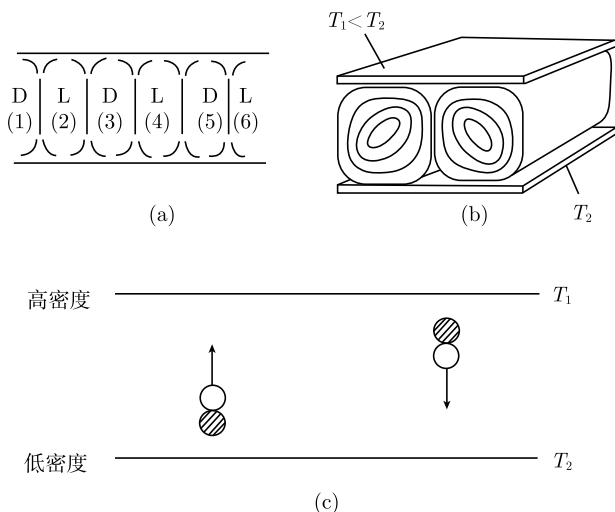 D L D L D L
(1) (2) (3) (4) (5) (6)
(a)
T₁< T₂
T₂
(b)
高密度 T₁
低密度 T₂
(c)